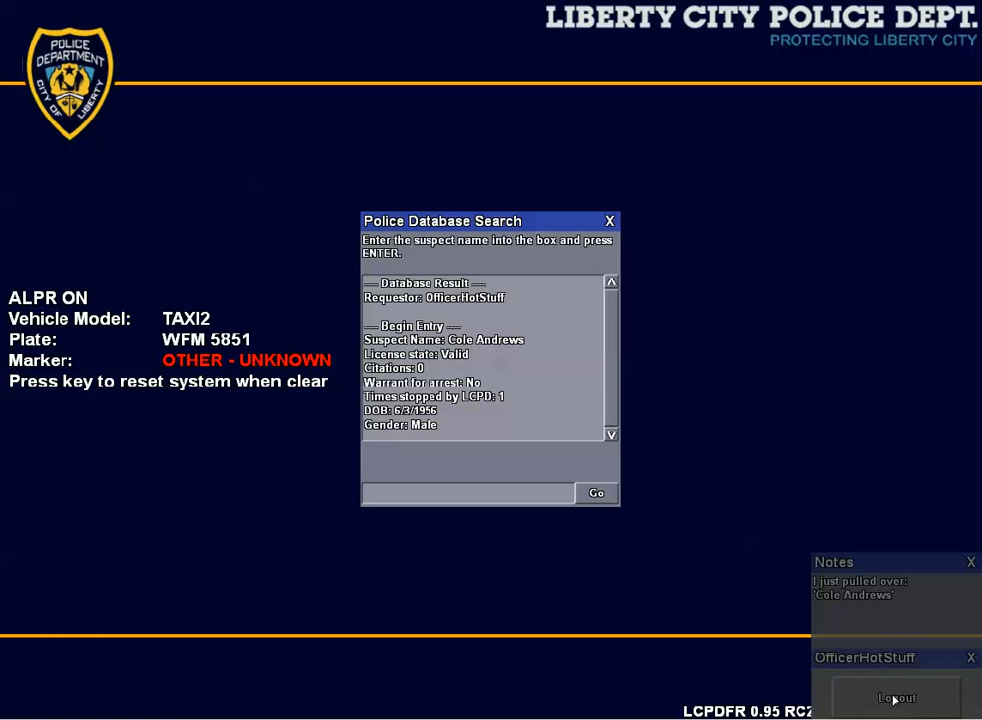 LIBERTY CITY POLICE DEPT.
PROTECTING LIBERTY CITY
POLICE
DEPARTMENT
CITY OF LIBERTY
Police Database Search X
Enter the suspect name into the box and press
ENTER.
---- Database Result ----
Requestor: OfficerHotStuff
---- Begin Entry ----
Suspect Name: Cole Andrews
License state: Valid
Citations: 0
Warrant for arrest: No
Times stopped by LCPD: 1
DOB: 6/3/1956
Gender: Male
Go
ALPR ON
Vehicle Model: TAXI2
Plate: WFM 5851
Marker: OTHER - UNKNOWN
Press key to reset system when clear
Notes X
I just pulled over:
'Cole Andrews'
OfficerHotStuff X
Logout
LCPDFR 0.95 RC2